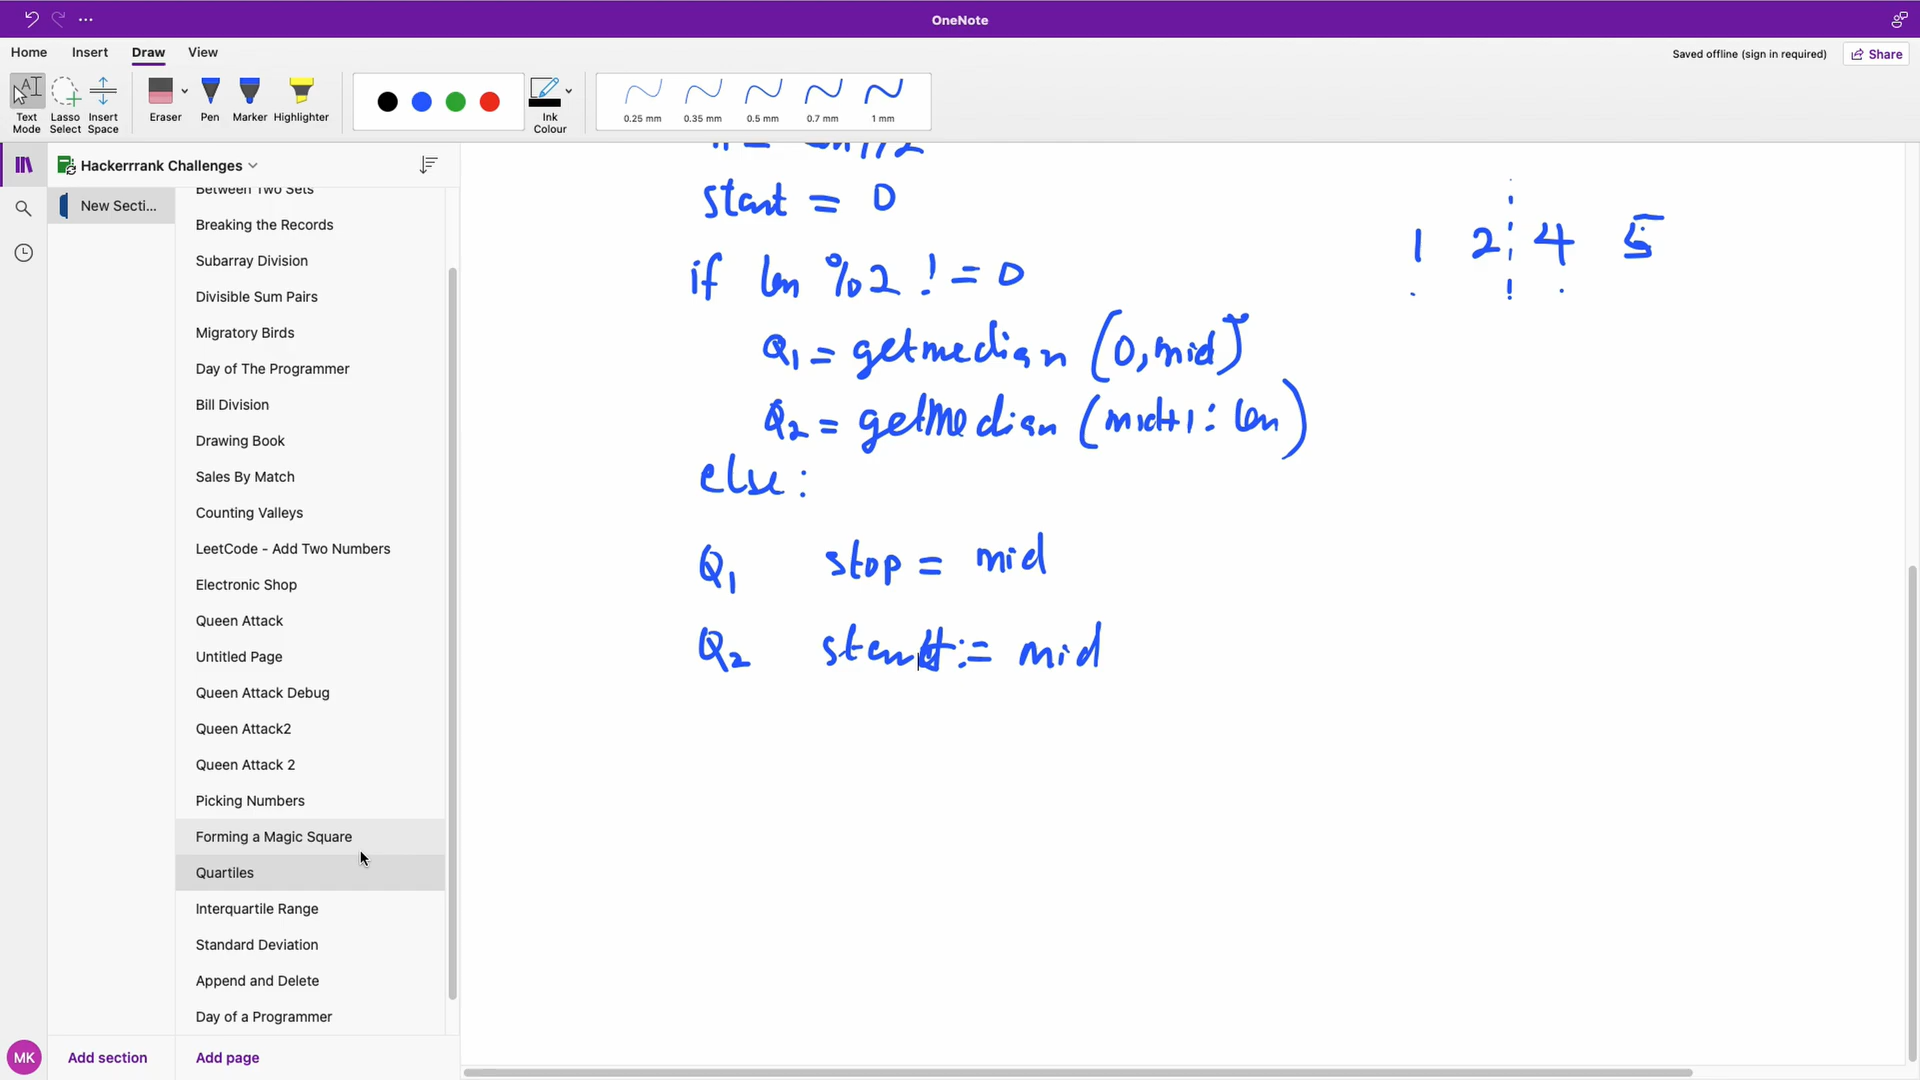 OneNote
Home Insert Draw View
Saved offline (sign in required) Share
Text Mode
Lasso Select
Insert Space
Eraser
Pen
Marker
Highlighter
Ink Colour
0.25 mm 0.35 mm 0.5 mm 0.7 mm 1 mm
Hackerrrank Challenges
New Secti...
Between Two Sets
Breaking the Records
Subarray Division
Divisible Sum Pairs
Migratory Birds
Day of The Programmer
Bill Division
Drawing Book
Sales By Match
Counting Valleys
LeetCode - Add Two Numbers
Electronic Shop
Queen Attack
Untitled Page
Queen Attack Debug
Queen Attack2
Queen Attack 2
Picking Numbers
Forming a Magic Square
Quartiles
Interquartile Range
Standard Deviation
Append and Delete
Day of a Programmer
MK
Add section
Add page
start = 0
if len %2 != 0
Q1 = getmedian (0, mid)
Q2 = getMedian (mid+1: len)
else:
Q1 stop = mid
Q2 start := mid
1 2 4 5